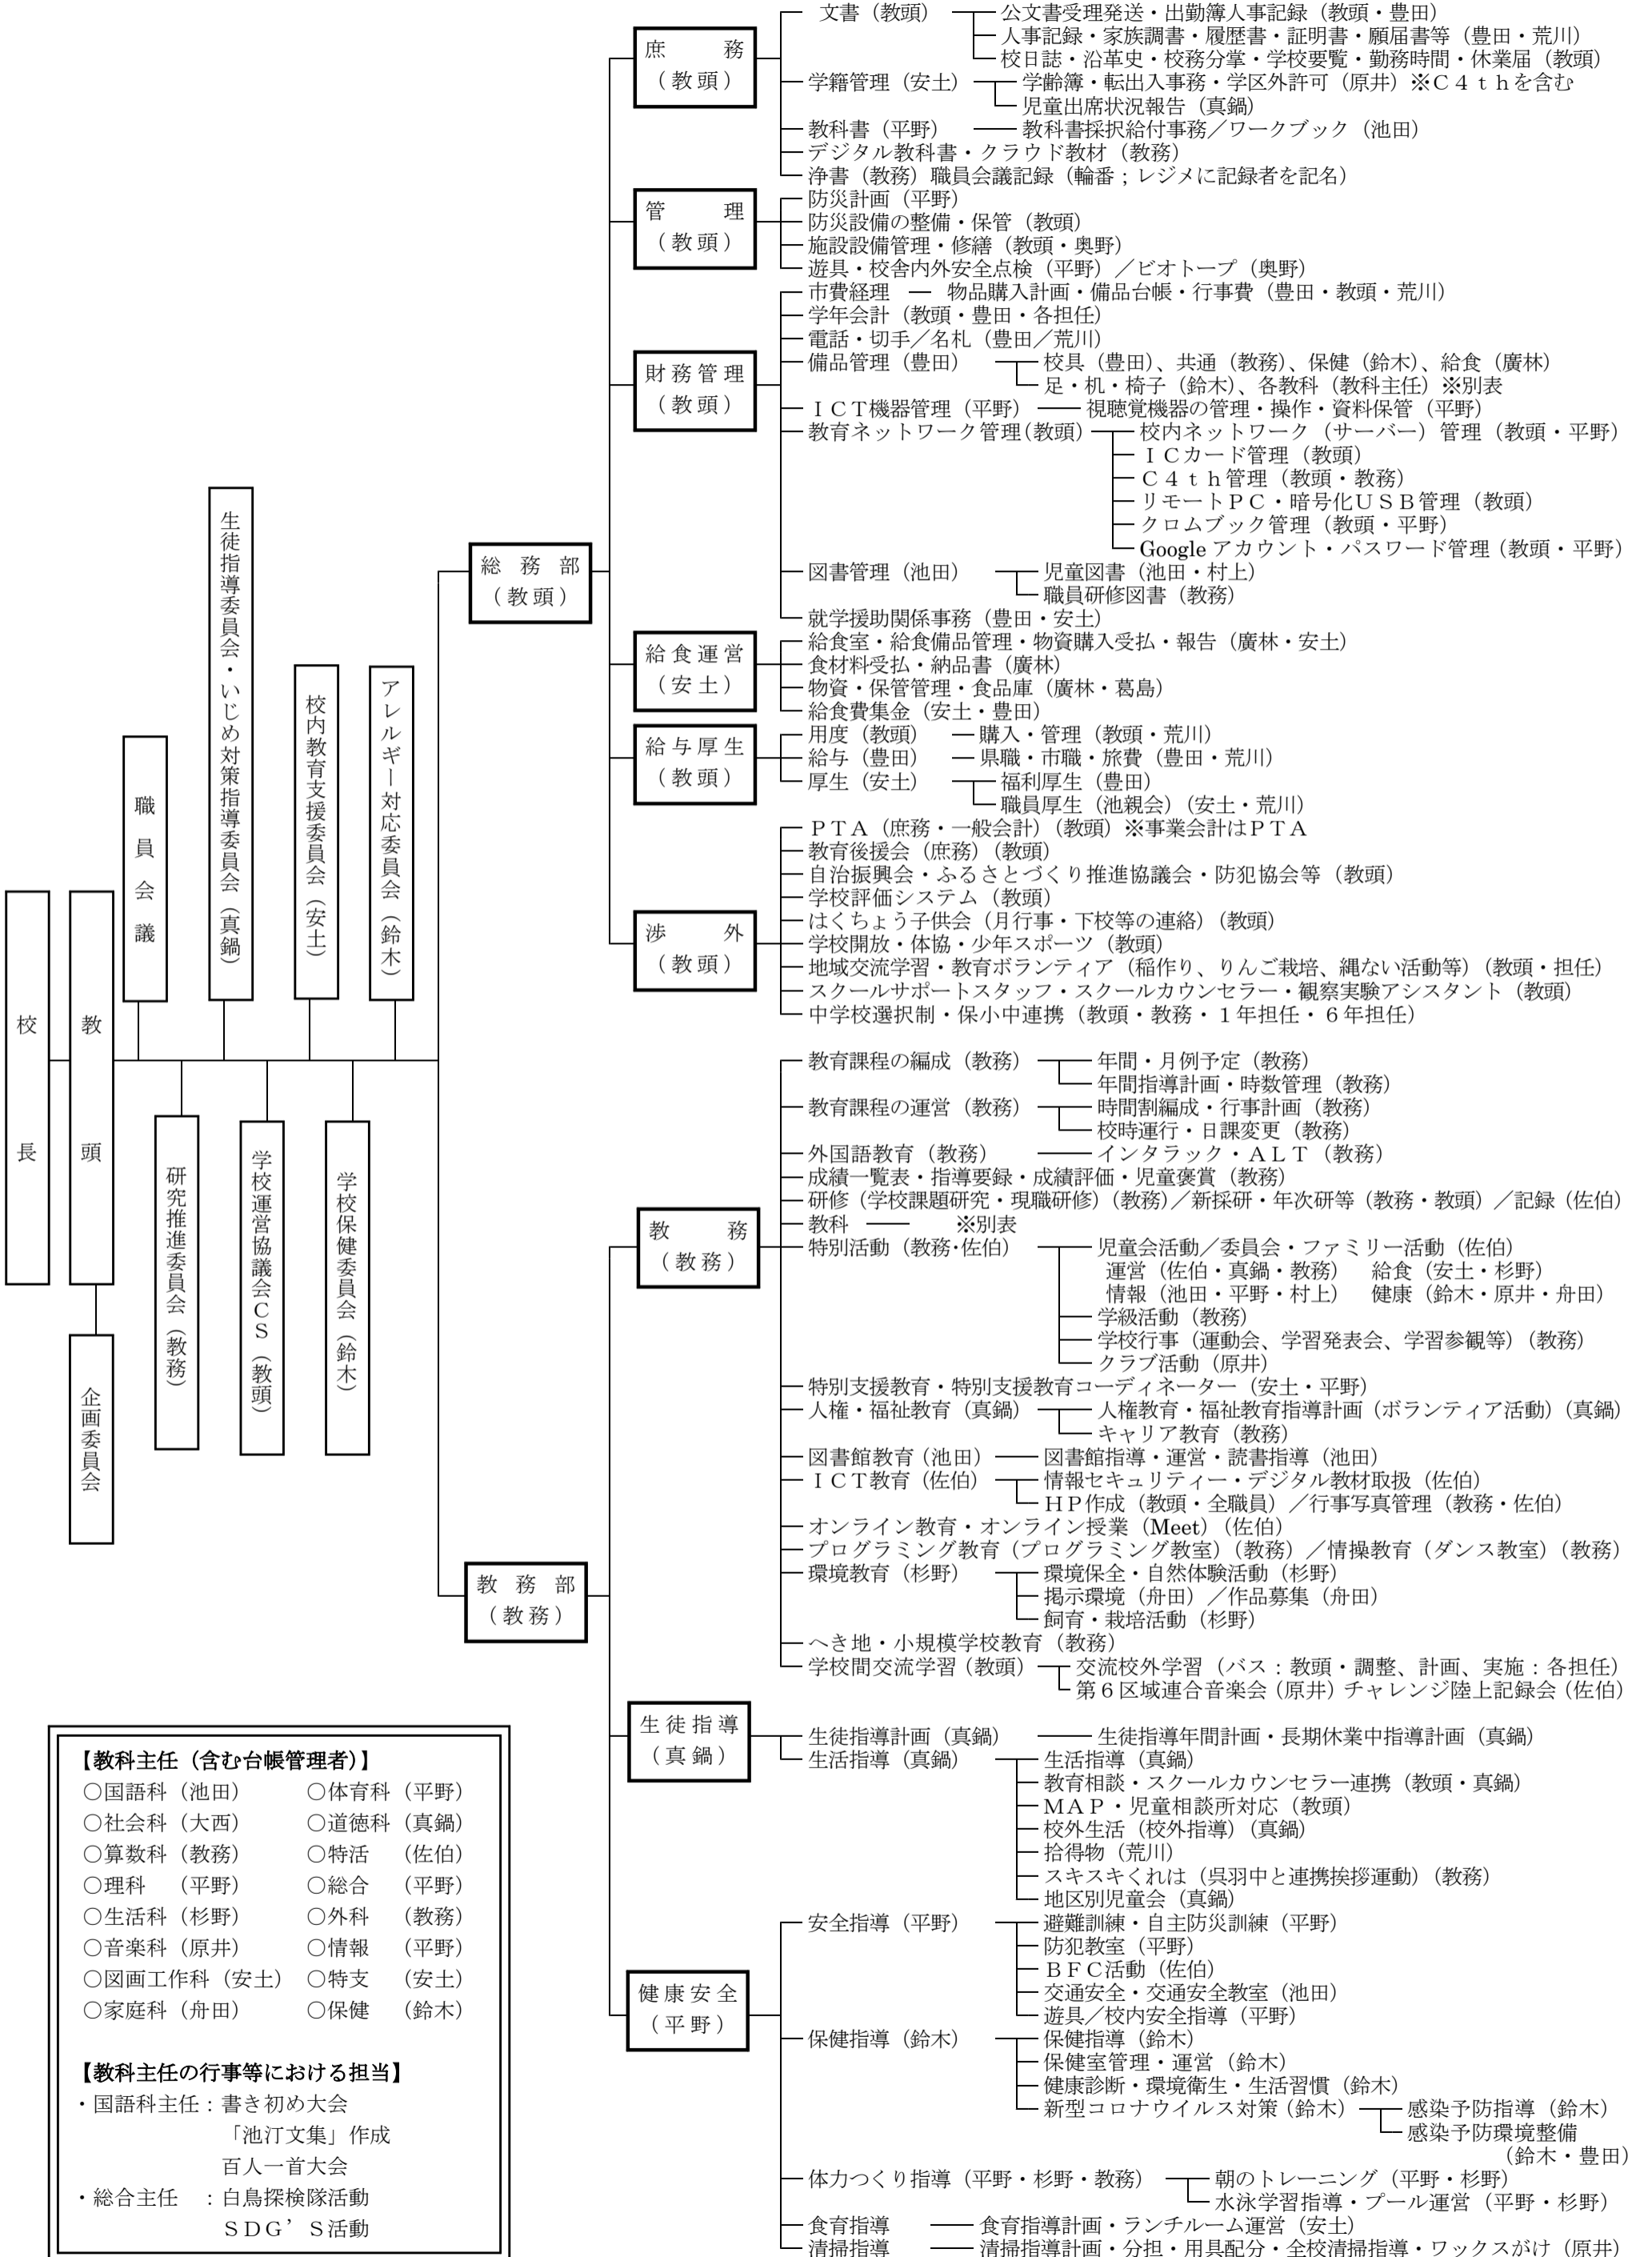 校長
教頭
企画委員会
職員会議
生徒指導委員会・いじめ対策指導委員会（真鍋）
校内教育支援委員会（安土）
アレルギー対応委員会（鈴木）
研究推進委員会（教務）
学校運営協議会ＣＳ（教頭）
学校保健委員会（鈴木）
総務部
（教頭）
庶務
（教頭）
文書（教頭）
公文書受理発送・出勤簿人事記録（教頭・豊田）
人事記録・家族調書・履歴書・証明書・願届書等（豊田・荒川）
校日誌・沿革史・校務分掌・学校要覧・勤務時間・休業届（教頭）
学籍管理（安土）
学齢簿・転出入事務・学区外許可（原井）※Ｃ４ｔｈを含む
児童出席状況報告（真鍋）
教科書（平野）
教科書採択給付事務／ワークブック（池田）
デジタル教科書・クラウド教材（教務）
浄書（教務）職員会議記録（輪番；レジメに記録者を記名）
管理
（教頭）
防災計画（平野）
防災設備の整備・保管（教頭）
施設設備管理・修繕（教頭・奥野）
遊具・校舎内外安全点検（平野）／ビオトープ（奥野）
財務管理
（教頭）
市費経理
物品購入計画・備品台帳・行事費（豊田・教頭・荒川）
学年会計（教頭・豊田・各担任）
電話・切手／名札（豊田／荒川）
備品管理（豊田）
校具（豊田）、共通（教務）、保健（鈴木）、給食（廣林）
足・机・椅子（鈴木）、各教科（教科主任）※別表
ＩＣＴ機器管理（平野）
視聴覚機器の管理・操作・資料保管（平野）
教育ネットワーク管理（教頭）
校内ネットワーク（サーバー）管理（教頭・平野）
ＩＣカード管理（教頭）
Ｃ４ｔｈ管理（教頭・教務）
リモートＰＣ・暗号化ＵＳＢ管理（教頭）
クロムブック管理（教頭・平野）
Google アカウント・パスワード管理（教頭・平野）
図書管理（池田）
児童図書（池田・村上）
職員研修図書（教務）
就学援助関係事務（豊田・安土）
給食運営
（安土）
給食室・給食備品管理・物資購入受払・報告（廣林・安土）
食材料受払・納品書（廣林）
物資・保管管理・食品庫（廣林・葛島）
給食費集金（安土・豊田）
給与厚生
（教頭）
用度（教頭）
購入・管理（教頭・荒川）
給与（豊田）
県職・市職・旅費（豊田・荒川）
厚生（安土）
福利厚生（豊田）
職員厚生（池親会）（安土・荒川）
渉外
（教頭）
ＰＴＡ（庶務・一般会計）（教頭）※事業会計はＰＴＡ
教育後援会（庶務）（教頭）
自治振興会・ふるさとづくり推進協議会・防犯協会等（教頭）
学校評価システム（教頭）
はくちょう子供会（月行事・下校等の連絡）（教頭）
学校開放・体協・少年スポーツ（教頭）
地域交流学習・教育ボランティア（稲作り、りんご栽培、縄ない活動等）（教頭・担任）
スクールサポートスタッフ・スクールカウンセラー・観察実験アシスタント（教頭）
中学校選択制・保小中連携（教頭・教務・１年担任・６年担任）
教務部
（教務）
教務
（教務）
教育課程の編成（教務）
年間・月例予定（教務）
年間指導計画・時数管理（教務）
教育課程の運営（教務）
時間割編成・行事計画（教務）
校時運行・日課変更（教務）
外国語教育（教務）
インタラック・ＡＬＴ（教務）
成績一覧表・指導要録・成績評価・児童褒賞（教務）
研修（学校課題研究・現職研修）（教務）／新採研・年次研等（教務・教頭）／記録（佐伯）
教科
※別表
特別活動（教務・佐伯）
児童会活動／委員会・ファミリー活動（佐伯）
運営（佐伯・真鍋・教務）　給食（安土・杉野）
情報（池田・平野・村上）　健康（鈴木・原井・舟田）
学級活動（教務）
学校行事（運動会、学習発表会、学習参観等）（教務）
クラブ活動（原井）
特別支援教育・特別支援教育コーディネーター（安土・平野）
人権・福祉教育（真鍋）
人権教育・福祉教育指導計画（ボランティア活動）（真鍋）
キャリア教育（教務）
図書館教育（池田）
図書館指導・運営・読書指導（池田）
ＩＣＴ教育（佐伯）
情報セキュリティー・デジタル教材取扱（佐伯）
ＨＰ作成（教頭・全職員）／行事写真管理（教務・佐伯）
オンライン教育・オンライン授業（Meet）（佐伯）
プログラミング教育（プログラミング教室）（教務）／情操教育（ダンス教室）（教務）
環境教育（杉野）
環境保全・自然体験活動（杉野）
掲示環境（舟田）／作品募集（舟田）
飼育・栽培活動（杉野）
へき地・小規模学校教育（教務）
学校間交流学習（教頭）
交流校外学習（バス：教頭・調整、計画、実施：各担任）
第６区域連合音楽会（原井）チャレンジ陸上記録会（佐伯）
生徒指導
（真鍋）
生徒指導計画（真鍋）
生徒指導年間計画・長期休業中指導計画（真鍋）
生活指導（真鍋）
生活指導（真鍋）
教育相談・スクールカウンセラー連携（教頭・真鍋）
ＭＡＰ・児童相談所対応（教頭）
校外生活（校外指導）（真鍋）
拾得物（荒川）
スキスキくれは（呉羽中と連携挨拶運動）（教務）
地区別児童会（真鍋）
健康安全
（平野）
安全指導（平野）
避難訓練・自主防災訓練（平野）
防犯教室（平野）
ＢＦＣ活動（佐伯）
交通安全・交通安全教室（池田）
遊具／校内安全指導（平野）
保健指導（鈴木）
保健指導（鈴木）
保健室管理・運営（鈴木）
健康診断・環境衛生・生活習慣（鈴木）
新型コロナウイルス対策（鈴木）
感染予防指導（鈴木）
感染予防環境整備
（鈴木・豊田）
体力つくり指導（平野・杉野・教務）
朝のトレーニング（平野・杉野）
水泳学習指導・プール運営（平野・杉野）
食育指導
食育指導計画・ランチルーム運営（安土）
清掃指導
清掃指導計画・分担・用具配分・全校清掃指導・ワックスがけ（原井）
【教科主任（含む台帳管理者）】
○国語科（池田）　○体育科（平野）
○社会科（大西）　○道徳科（真鍋）
○算数科（教務）　○特活　（佐伯）
○理科　（平野）　○総合　（平野）
○生活科（杉野）　○外科　（教務）
○音楽科（原井）　○情報　（平野）
○図画工作科（安土）　○特支　（安土）
○家庭科（舟田）　○保健　（鈴木）
【教科主任の行事等における担当】
・国語科主任：書き初め大会
「池汀文集」作成
百人一首大会
・総合主任　：白鳥探検隊活動
ＳＤＧ’Ｓ活動